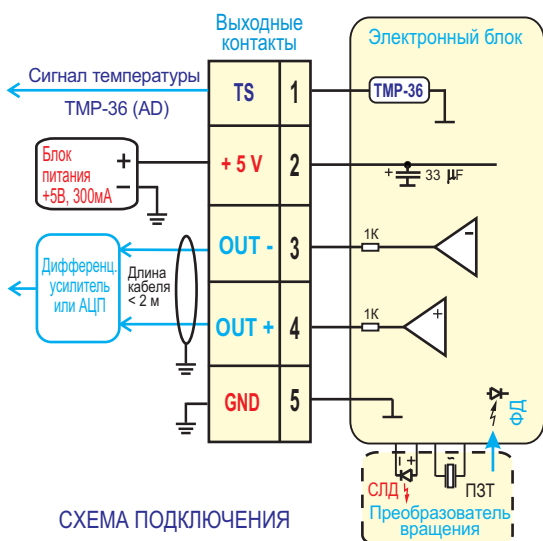 Выходные
контакты
Электронный блок
Сигнал температуры
TMP-36 (AD)
TS
1
TMP-36
Блок
питания
+5В, 300мА
+
−
+ 5 V
2
+
33 μF
Дифференц.
усилитель
или АЦП
Длина
кабеля
< 2 м
OUT -
3
1К
−
OUT +
4
1К
+
GND
5
ФД
− +
~
СЛД
ПЗТ
Преобразователь
вращения
СХЕМА ПОДКЛЮЧЕНИЯ